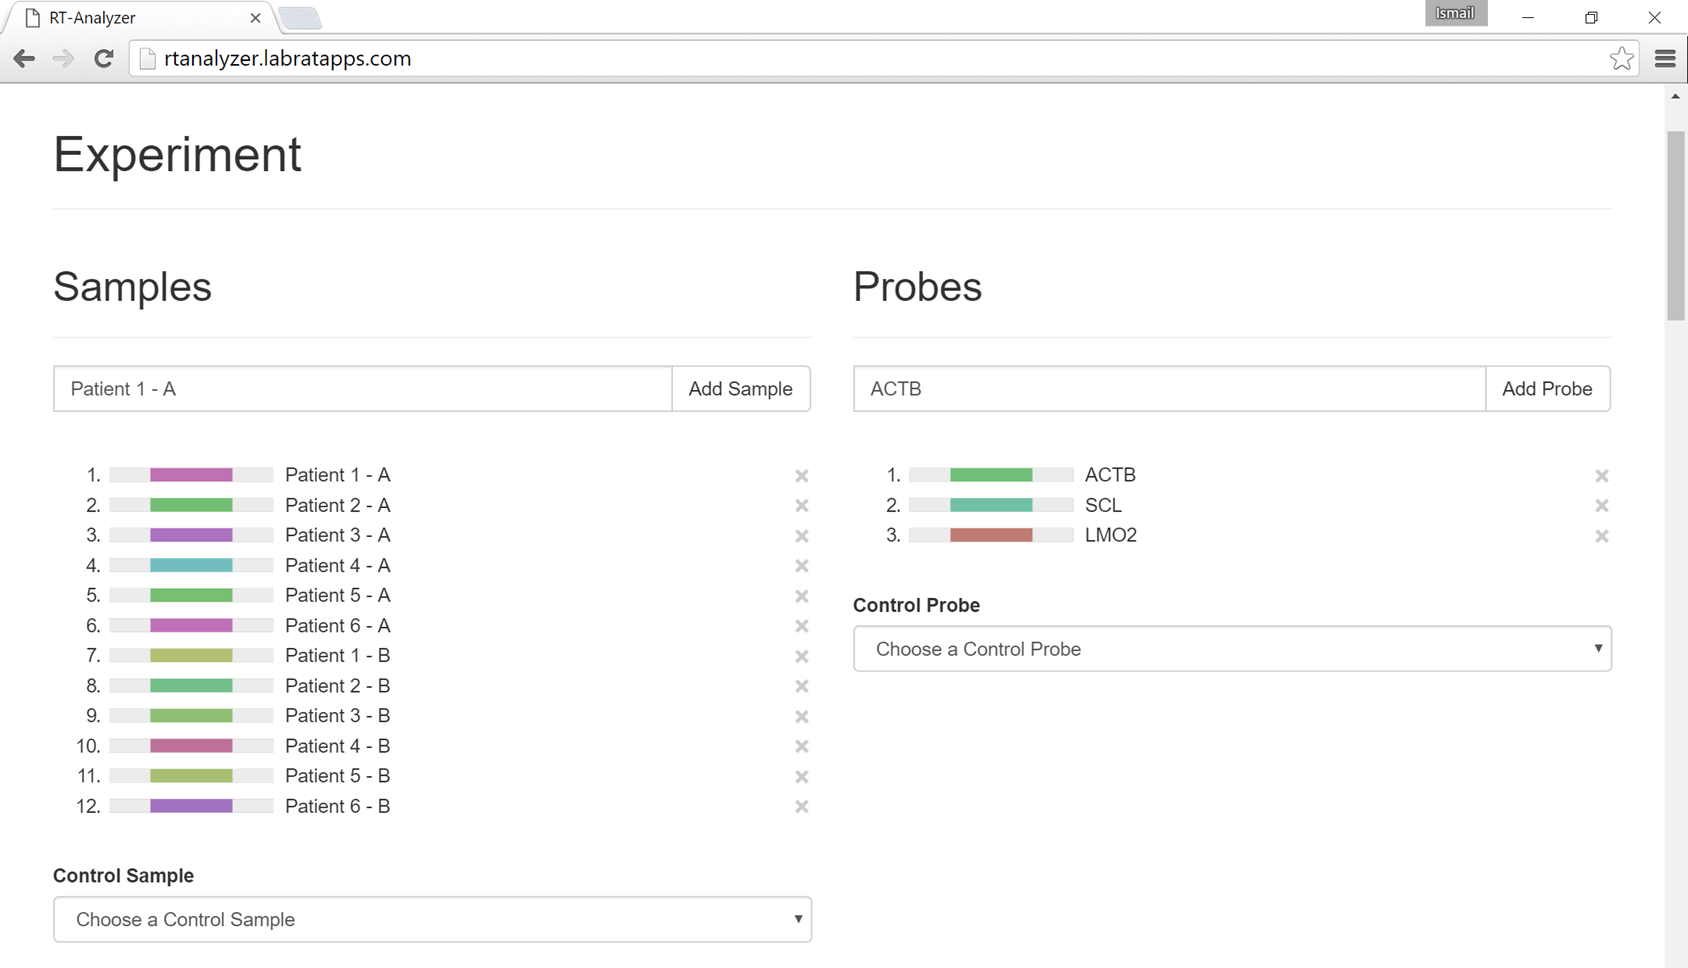 RT-Analyzer
Ismail
rtanalyzer.labratapps.com
Experiment
Samples
Patient 1 - A
Add Sample
1. Patient 1 - A
2. Patient 2 - A
3. Patient 3 - A
4. Patient 4 - A
5. Patient 5 - A
6. Patient 6 - A
7. Patient 1 - B
8. Patient 2 - B
9. Patient 3 - B
10. Patient 4 - B
11. Patient 5 - B
12. Patient 6 - B
Control Sample
Choose a Control Sample
Probes
ACTB
Add Probe
1. ACTB
2. SCL
3. LMO2
Control Probe
Choose a Control Probe